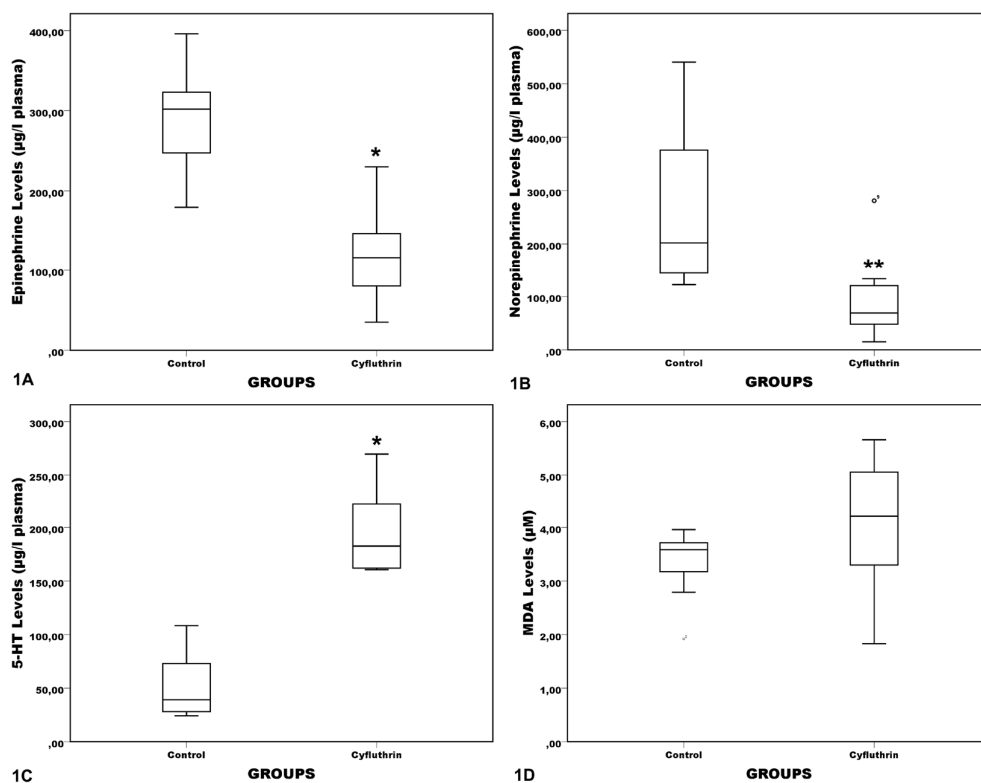 400,00
300,00
200,00
100,00
,00
Epinephrine Levels (µg/l plasma)
*
Control
Cyfluthrin
GROUPS
1A
600,00
500,00
400,00
300,00
200,00
100,00
,00
Norepinephrine Levels (µg/l plasma)
**
Control
Cyfluthrin
GROUPS
1B
300,00
250,00
200,00
150,00
100,00
50,00
,00
5-HT Levels (µg/l plasma)
*
Control
Cyfluthrin
GROUPS
1C
6,00
5,00
4,00
3,00
2,00
1,00
,00
MDA Levels (µM)
Control
Cyfluthrin
GROUPS
1D